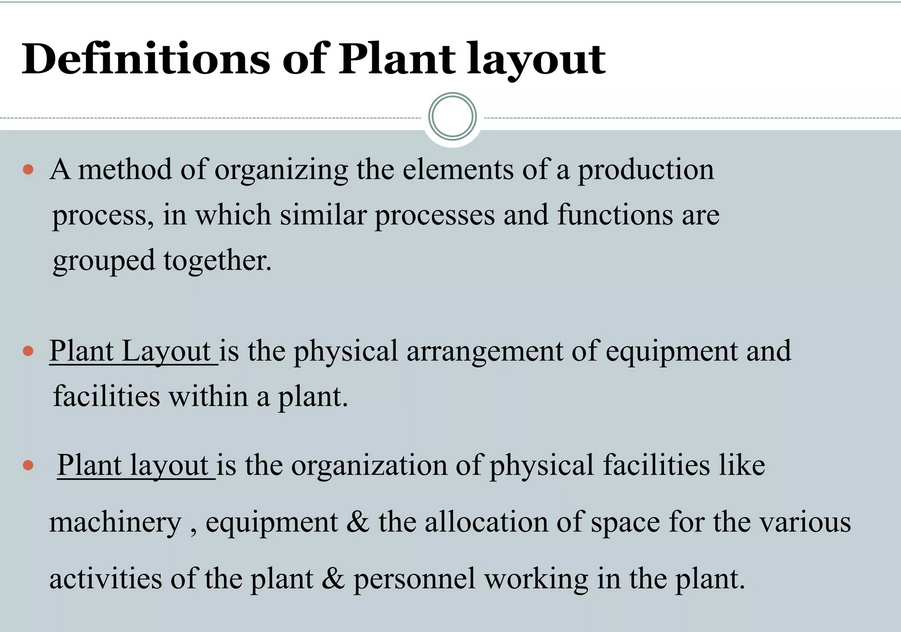 Definitions of Plant layout
A method of organizing the elements of a production
process, in which similar processes and functions are
grouped together.
Plant Layout is the physical arrangement of equipment and
facilities within a plant.
Plant layout is the organization of physical facilities like
machinery , equipment & the allocation of space for the various
activities of the plant & personnel working in the plant.